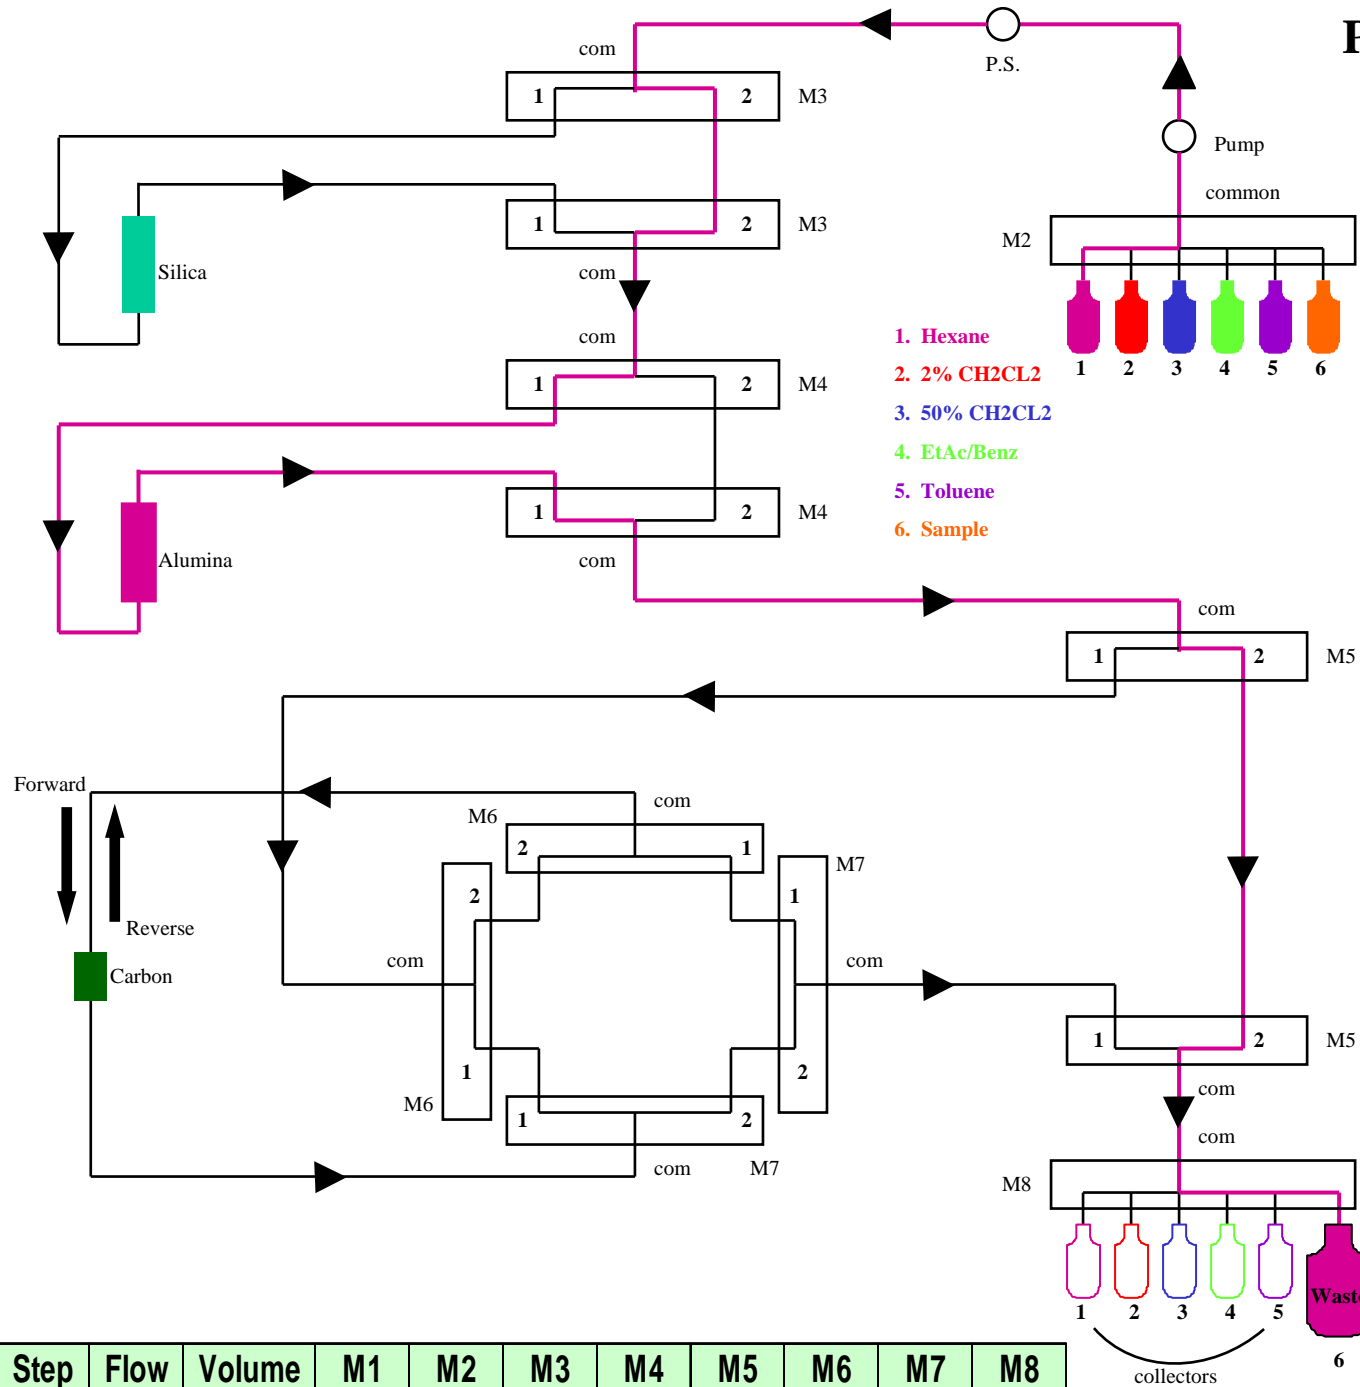 P
com
P.S.
1 2 M3
Pump
common
1 2 M3
M2
Silica
com
com
1. Hexane
2. 2% CH2CL2
3. 50% CH2CL2
4. EtAc/Benz
5. Toluene
6. Sample
1 2 3 4 5 6
1 2 M4
1 2 M4
Alumina
com
com
1 2 M5
Forward
Reverse
Carbon
com
M6
2 1
M7
2
1
com
com
1
2
M6
1 2
com
M7
1 2 M5
com
com
M8
1 2 3 4 5
Wast
6
collectors
Step Flow Volume M1 M2 M3 M4 M5 M6 M7 M8